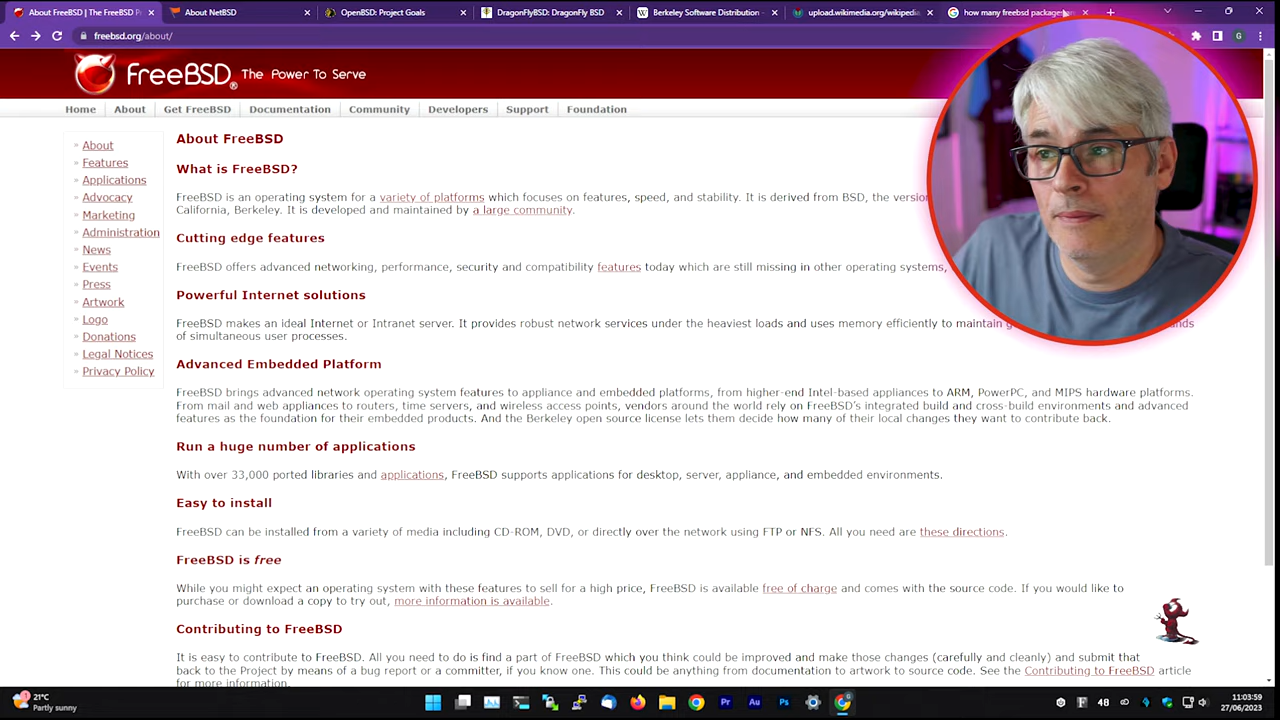 About FreeBSD | The FreeBSD P
About NetBSD
OpenBSD: Project Goals
DragonFlyBSD: DragonFly BSD
Berkeley Software Distribution -
upload.wikimedia.org/wikipedia
how many freebsd packages
freebsd.org/about/
G
FreeBSD® The Power To Serve
Home
About
Get FreeBSD
Documentation
Community
Developers
Support
Foundation
» About
» Features
» Applications
» Advocacy
» Marketing
» Administration
» News
» Events
» Press
» Artwork
» Logo
» Donations
» Legal Notices
» Privacy Policy
About FreeBSD
What is FreeBSD?
FreeBSD is an operating system for a variety of platforms which focuses on features, speed, and stability. It is derived from BSD, the
California, Berkeley. It is developed and maintained by a large community.
Cutting edge features
FreeBSD offers advanced networking, performance, security and compatibility features today which are still missing in other operating systems,
Powerful Internet solutions
FreeBSD makes an ideal Internet or Intranet server. It provides robust network services under the heaviest loads and uses memory efficiently to maintain
of simultaneous user processes.
Advanced Embedded Platform
FreeBSD brings advanced network operating system features to appliance and embedded platforms, from higher-end Intel-based appliances to ARM, PowerPC, and MIPS hardware platforms.
From mail and web appliances to routers, time servers, and wireless access points, vendors around the world rely on FreeBSD's integrated build and cross-build environments and advanced
features as the foundation for their embedded products. And the Berkeley open source license lets them decide how many of their local changes they want to contribute back.
Run a huge number of applications
With over 33,000 ported libraries and applications, FreeBSD supports applications for desktop, server, appliance, and embedded environments.
Easy to install
FreeBSD can be installed from a variety of media including CD-ROM, DVD, or directly over the network using FTP or NFS. All you need are these directions.
FreeBSD is free
While you might expect an operating system with these features to sell for a high price, FreeBSD is available free of charge and comes with the source code. If you would like to
purchase or download a copy to try out, more information is available.
Contributing to FreeBSD
It is easy to contribute to FreeBSD. All you need to do is find a part of FreeBSD which you think could be improved and make those changes (carefully and cleanly) and submit that
back to the Project by means of a bug report or a committer, if you know one. This could be anything from documentation to artwork to source code. See the Contributing to FreeBSD article
for more information.
21°C
Partly sunny
Pr
Au
Ps
48
11:03:59
27/06/2023